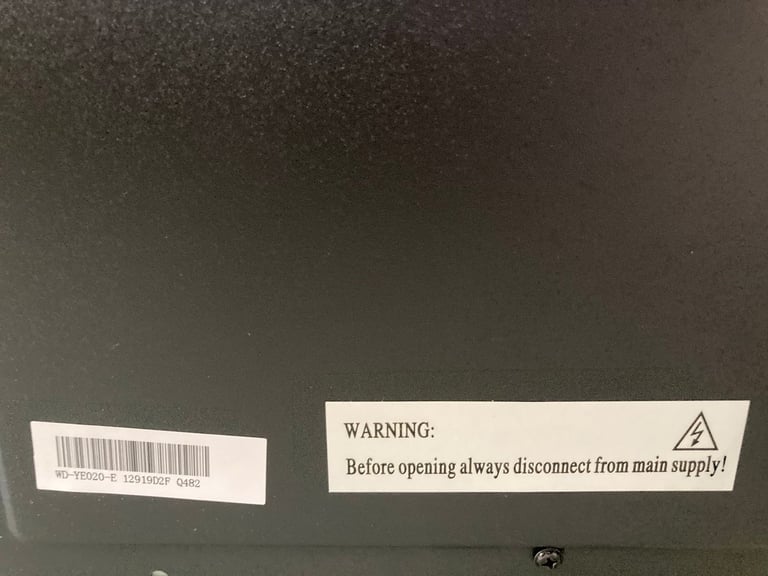 WD-YE020-E 12919D2F Q482
WARNING:
Before opening always disconnect from main supply!